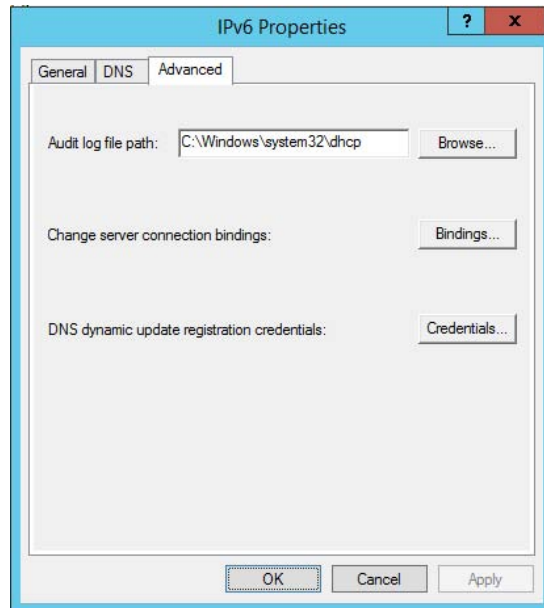 IPv6 Properties
? x
General DNS Advanced
Audit log file path: C:\Windows\system32\dhcp Browse...
Change server connection bindings: Bindings...
DNS dynamic update registration credentials: Credentials...
OK Cancel Apply